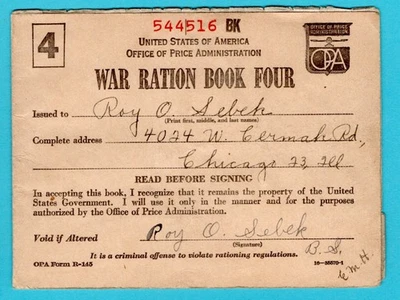 544516 BK
4
UNITED STATES OF AMERICA
OFFICE OF PRICE ADMINISTRATION
OFFICE OF PRICE
ADMINISTRATION
OPA
WAR RATION BOOK FOUR
Issued to Roy O. Sebek
(Print first, middle, and last names)
Complete address 4024 W. Cermak Rd,
Chicago 23, Ill
READ BEFORE SIGNING
In accepting this book, I recognize that it remains the property of the United
States Government. I will use it only in the manner and for the purposes
authorized by the Office of Price Administration.
Void if Altered Roy O. Sebek
(Signature) B.S.
It is a criminal offense to violate rationing regulations.
OPA Form R-145
EMH